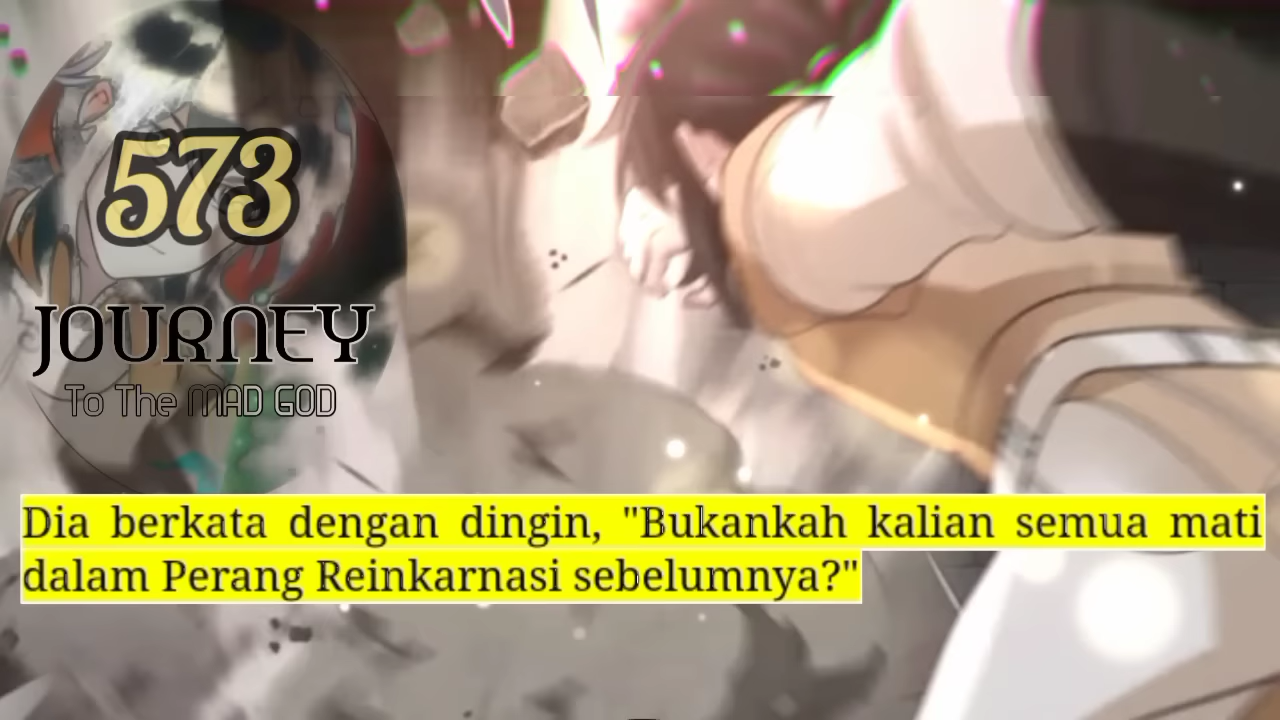 573
JOURNEY
To The MAD GOD
Dia berkata dengan dingin, "Bukankah kalian semua mati
dalam Perang Reinkarnasi sebelumnya?"